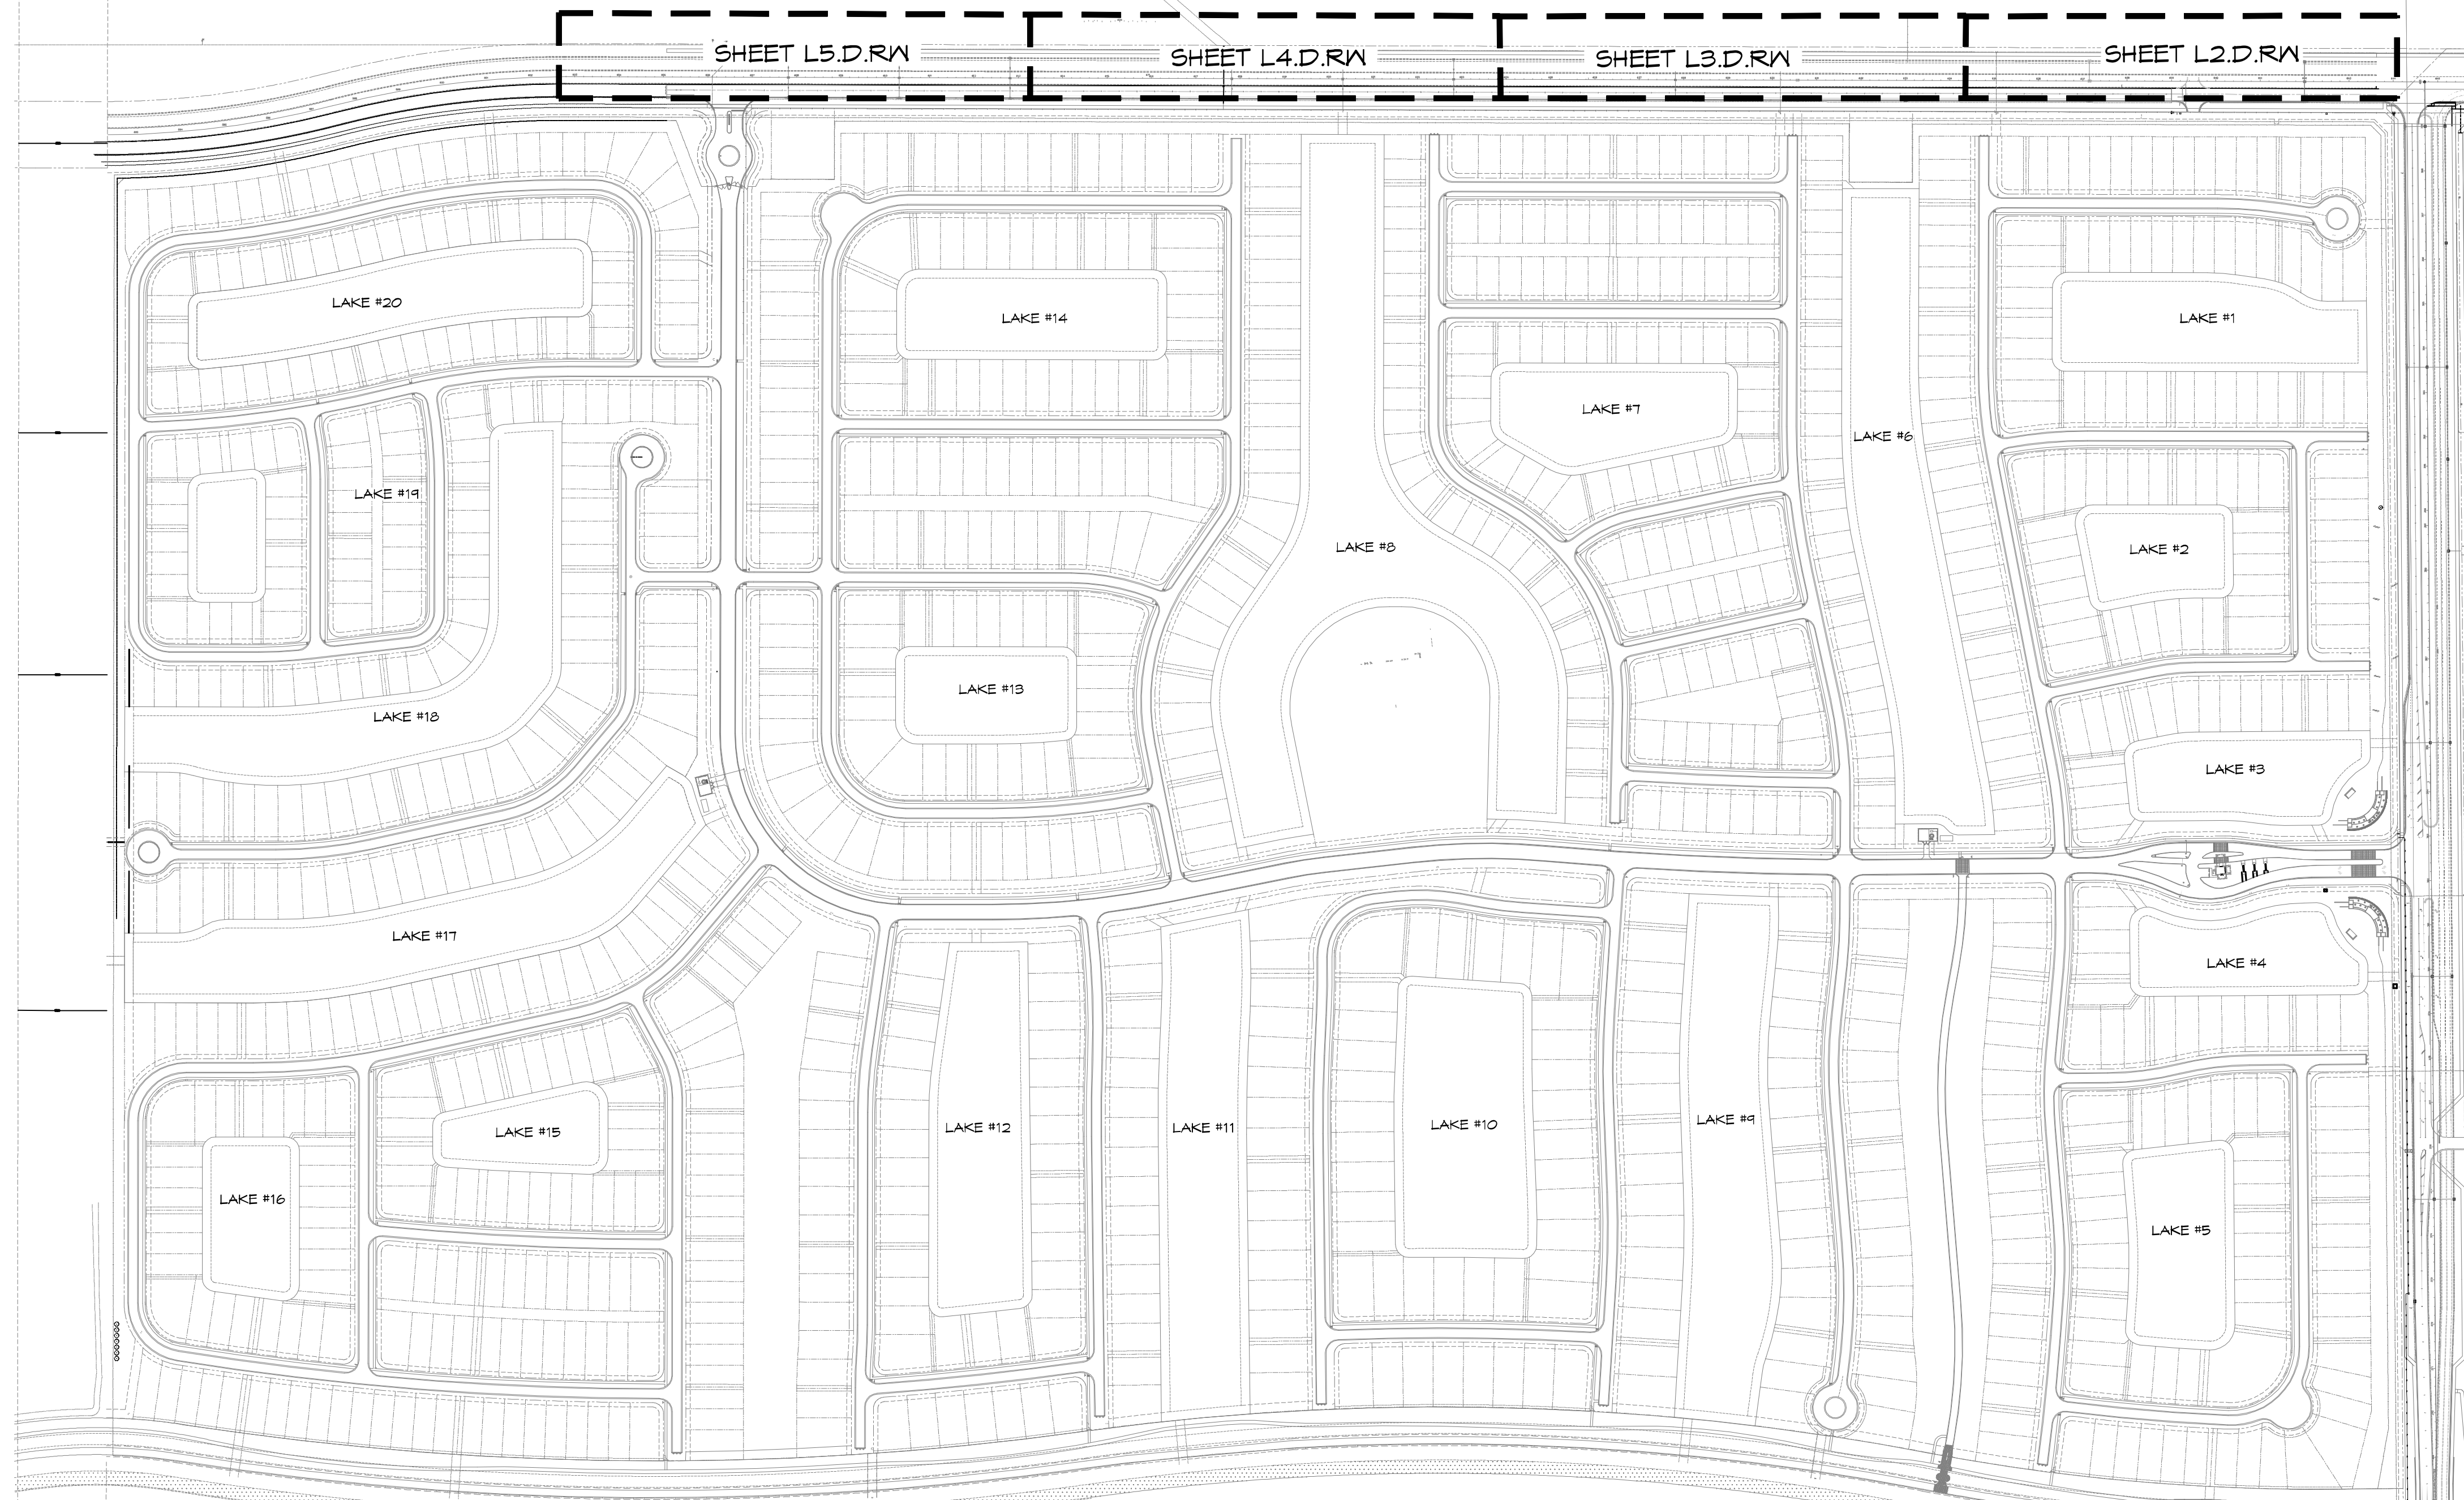 SHEET L5.D.RW
SHEET L4.D.RW
SHEET L3.D.RW
SHEET L2.D.RW
LAKE #20
LAKE #14
LAKE #1
LAKE #7
LAKE #6
LAKE #19
LAKE #8
LAKE #2
LAKE #13
LAKE #18
LAKE #3
LAKE #17
LAKE #4
LAKE #15
LAKE #12
LAKE #11
LAKE #10
LAKE #9
LAKE #16
LAKE #5